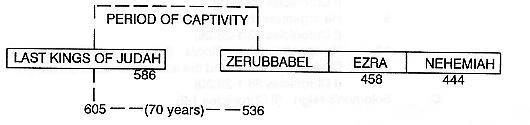 PERIOD OF CAPTIVITY
LAST KINGS OF JUDAH ZERUBBABEL EZRA NEHEMIAH
586 458 444
605 — — (70 years) — - 536